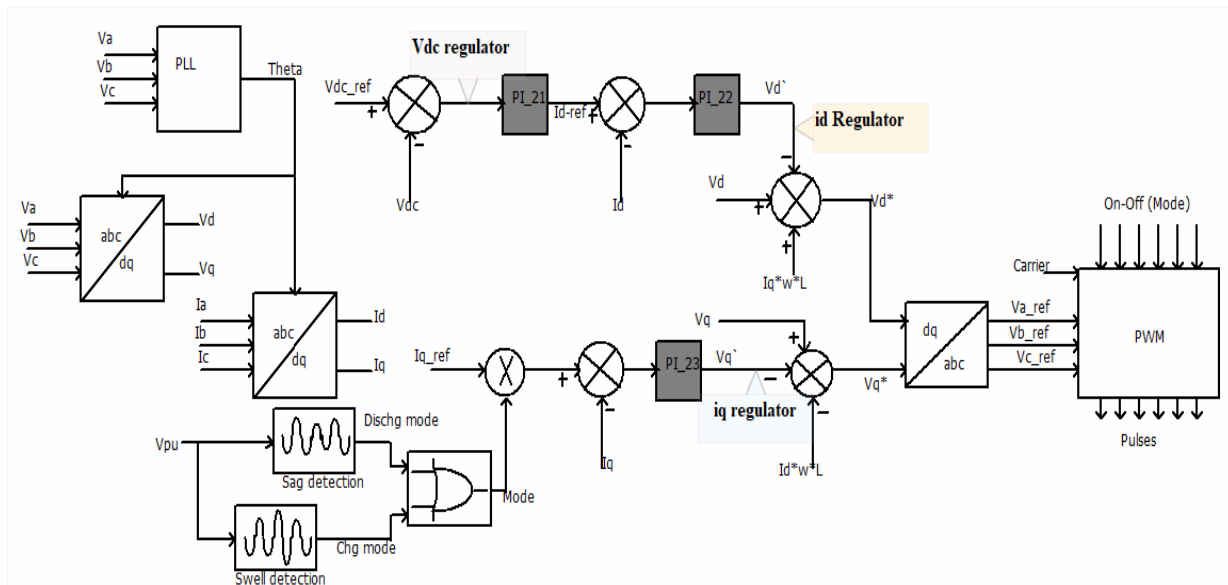 Va
Vb
Vc
PLL
Theta
Va
Vb
Vc
abc
dq
Vd
Vq
Ia
Ib
Ic
abc
dq
Id
Iq
Vpu
Dischg mode
Sag detection
Chg mode
Swell detection
Mode
Vdc regulator
Vdc_ref
+
-
Vdc
PI_21
Id-ref
+
-
Id
PI_22
Vd`
id Regulator
-
Vd
+
+
Iq*w*L
Vd*
Iq_ref
X
+
-
Iq
PI_23
Vq`
iq regulator
Vq
+
-
-
Id*w*L
Vq*
dq
abc
On-Off (Mode)
Carrier
Va_ref
Vb_ref
Vc_ref
PWM
Pulses